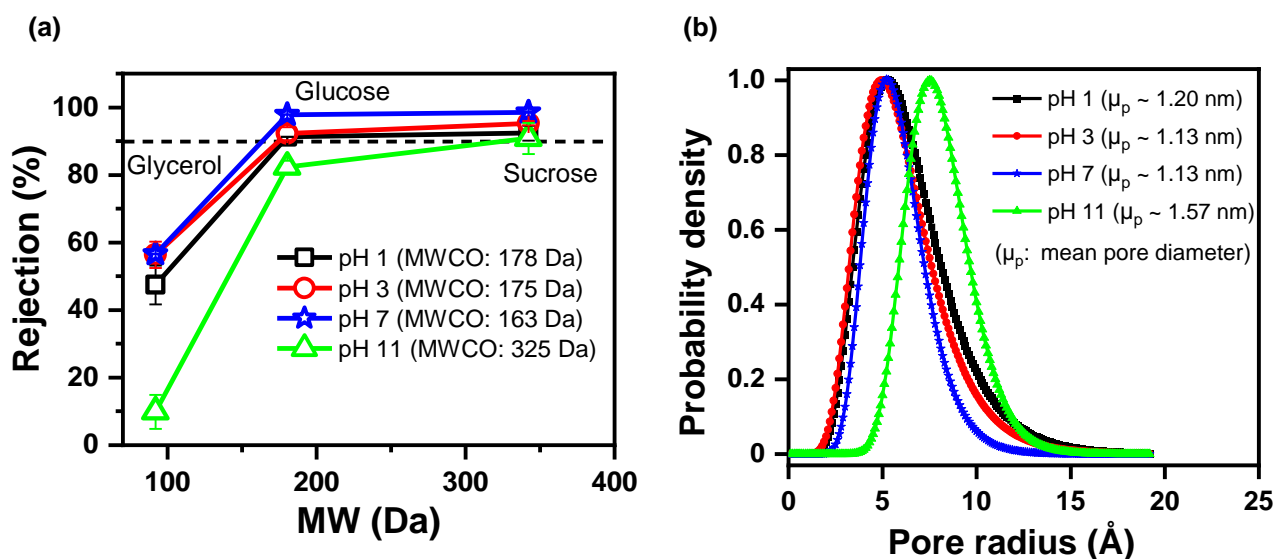 (a)
Rejection (%)
100
80
60
40
20
0
Glucose
Glycerol
Sucrose
pH 1 (MWCO: 178 Da)
pH 3 (MWCO: 175 Da)
pH 7 (MWCO: 163 Da)
pH 11 (MWCO: 325 Da)
100 200 300 400
MW (Da)
(b)
Probability density
1.0
0.8
0.6
0.4
0.2
0
pH 1 (μp ~ 1.20 nm)
pH 3 (μp ~ 1.13 nm)
pH 7 (μp ~ 1.13 nm)
pH 11 (μp ~ 1.57 nm)
(μp: mean pore diameter)
0 5 10 15 20 25
Pore radius (Å)